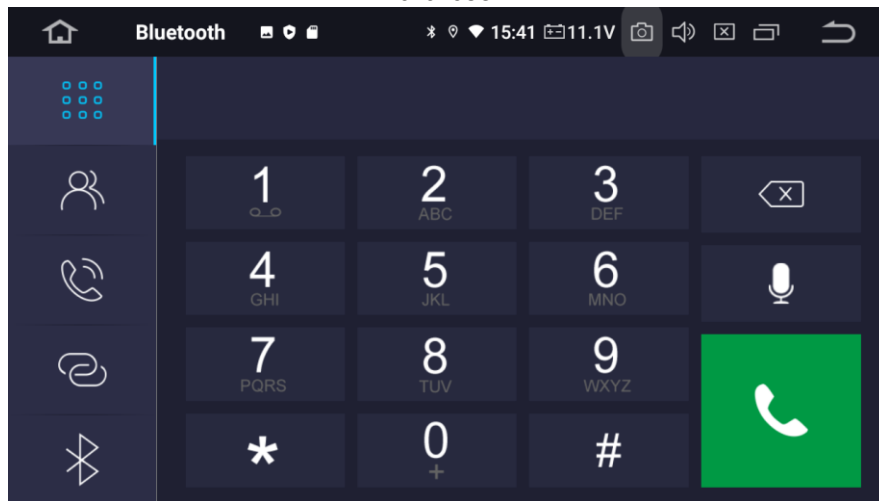 Bluetooth 15:41 11.1V
1 2 3
ABC DEF
4 5 6
GHI JKL MNO
7 8 9
PQRS TUV WXYZ
* 0 #
+